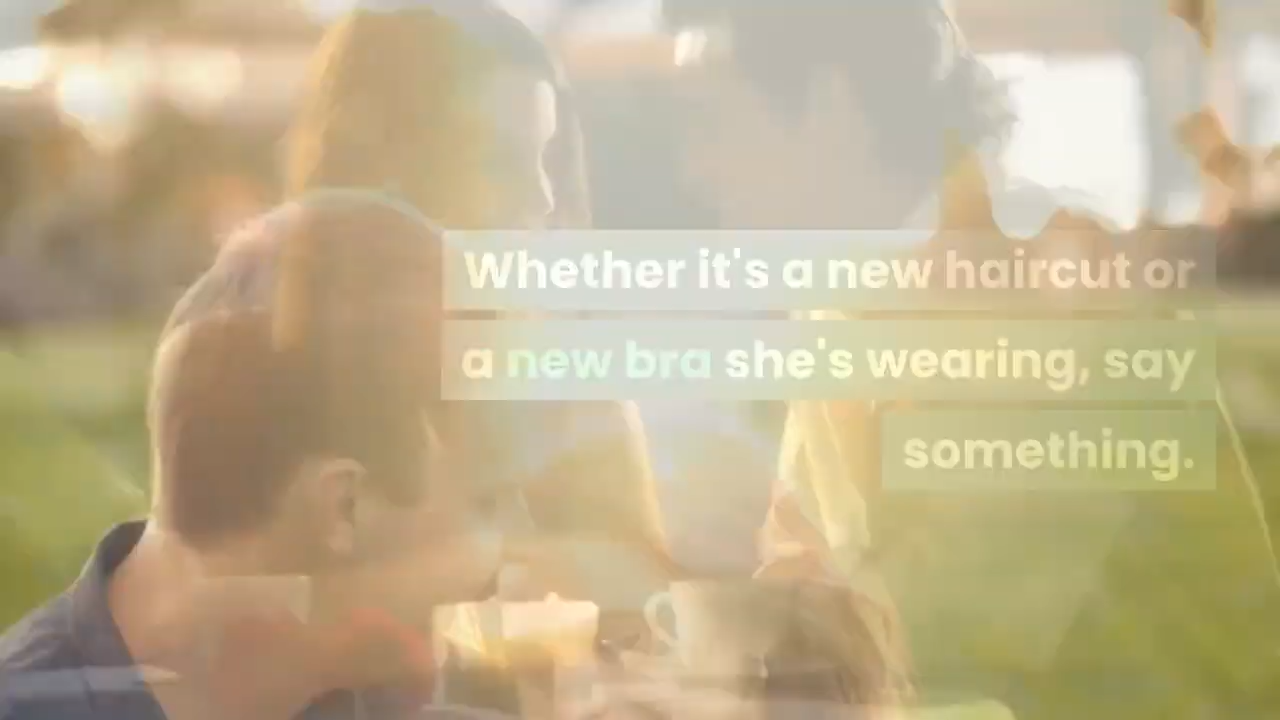 Whether it's a new haircut or
a new bra she's wearing, say
something.